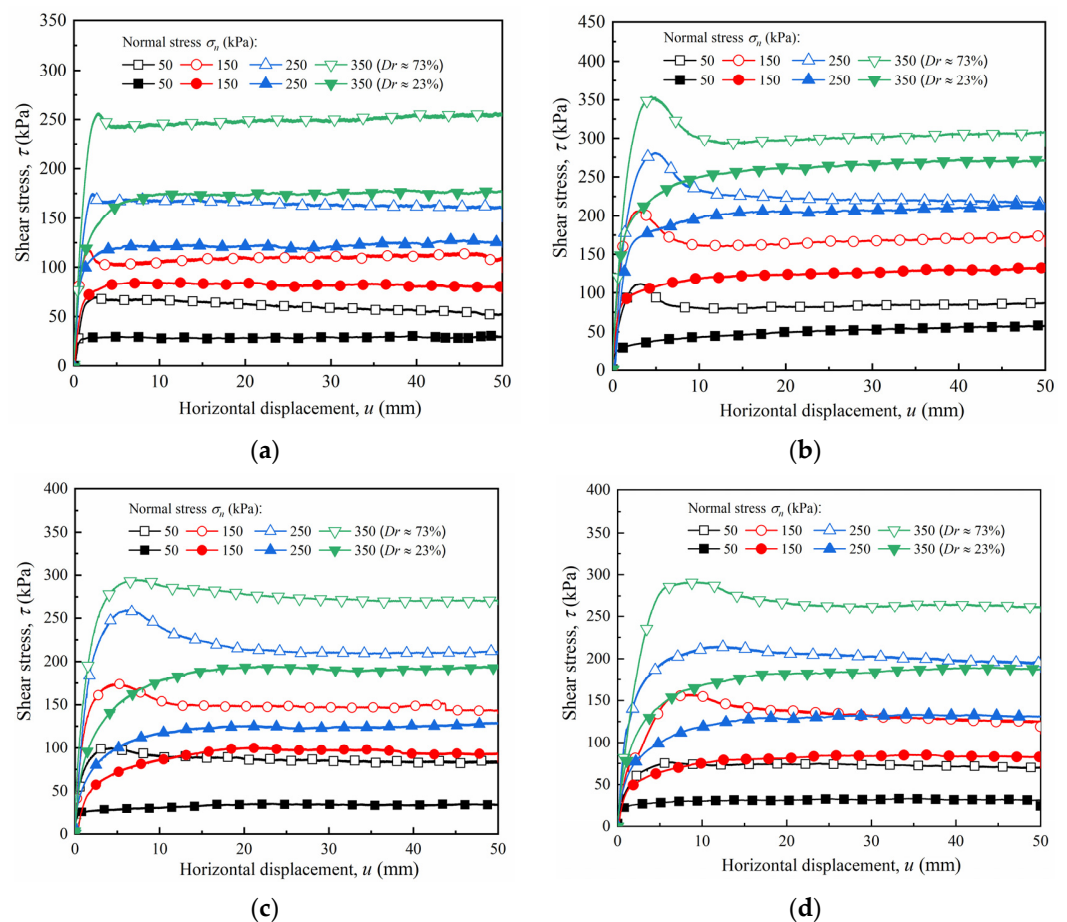 350
300
250
200
150
100
50
0
Shear stress, τ (kPa)
Normal stress σn (kPa):
50 150 250 350 (Dr ≈ 73%)
50 150 250 350 (Dr ≈ 23%)
0 10 20 30 40 50
Horizontal displacement, u (mm)
(a)
450
400
350
300
250
200
150
100
50
0
Shear stress, τ (kPa)
Normal stress σn (kPa):
50 150 250 350 (Dr ≈ 73%)
50 150 250 350 (Dr ≈ 23%)
0 10 20 30 40 50
Horizontal displacement, u (mm)
(b)
400
350
300
250
200
150
100
50
0
Shear stress, τ (kPa)
Normal stress σn (kPa):
50 150 250 350 (Dr ≈ 73%)
50 150 250 350 (Dr ≈ 23%)
0 10 20 30 40 50
Horizontal displacement, u (mm)
(c)
400
350
300
250
200
150
100
50
0
Shear stress, τ (kPa)
Normal stress σn (kPa):
50 150 250 350 (Dr ≈ 73%)
50 150 250 350 (Dr ≈ 23%)
0 10 20 30 40 50
Horizontal displacement, u (mm)
(d)